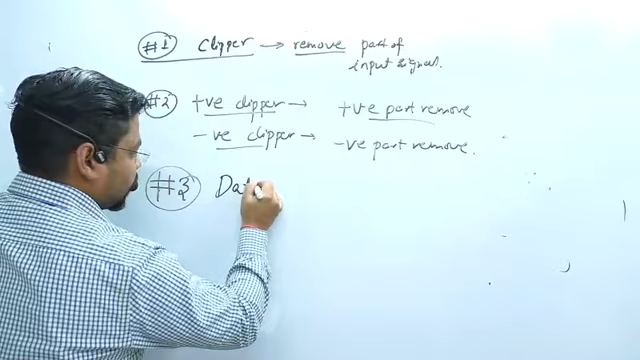 #1 clipper → remove part of
input signal.
#2 +ve clipper → +ve part remove
-ve clipper → -ve part remove.
#3 Dat